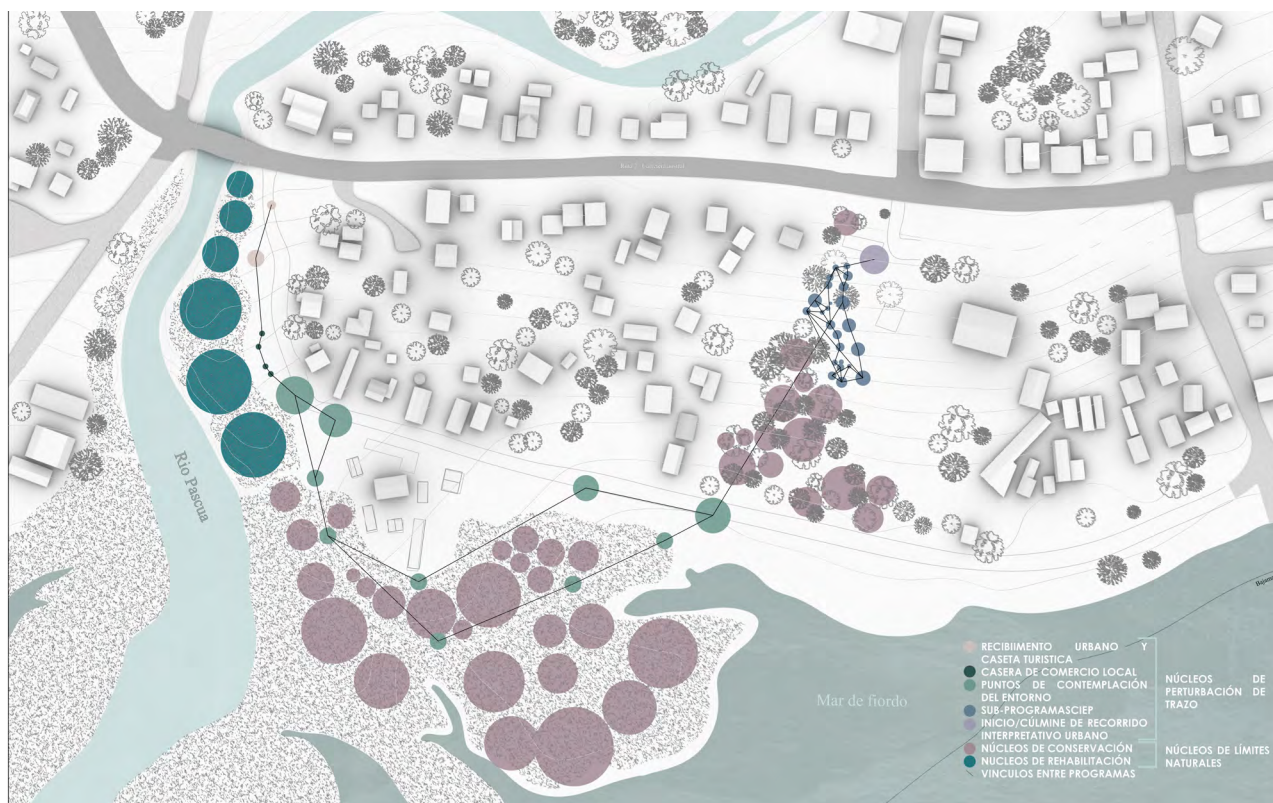 Río Pascua
Mar de fiordo
RECIBIIMENTO URBANO Y
CASETA TURISTICA
CASERA DE COMERCIO LOCAL
PUNTOS DE CONTEMPLACIÓN
DEL ENTORNO
SUB-PROGRAMASCIEP
INICIO/CÚLMINE DE RECORRIDO
INTERPRETATIVO URBANO
NÚCLEOS DE CONSERVACIÓN
NUCLEOS DE REHABILITACIÓN
VINCULOS ENTRE PROGRAMAS
NÚCLEOS DE
PERTURBACIÓN DE
TRAZO
NÚCLEOS DE LÍMITES
NATURALES